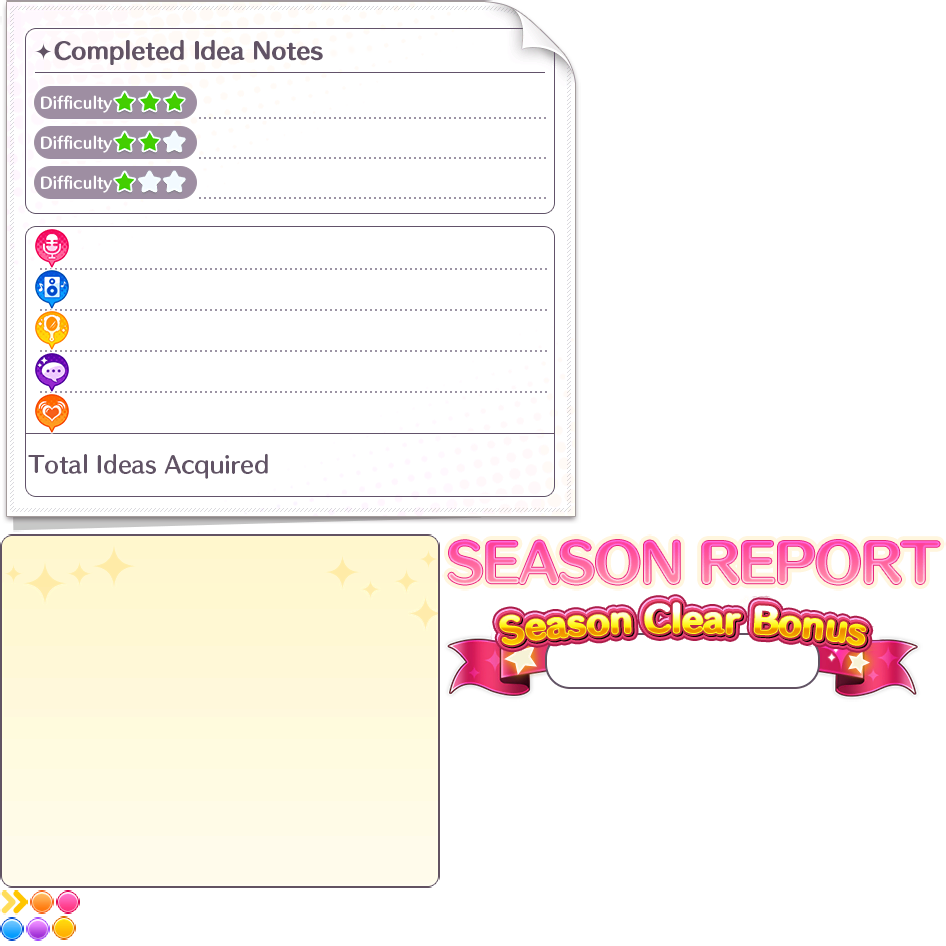 Completed Idea Notes
Difficulty
Difficulty
Difficulty
Total Ideas Acquired
SEASON REPORT
Season Clear Bonus